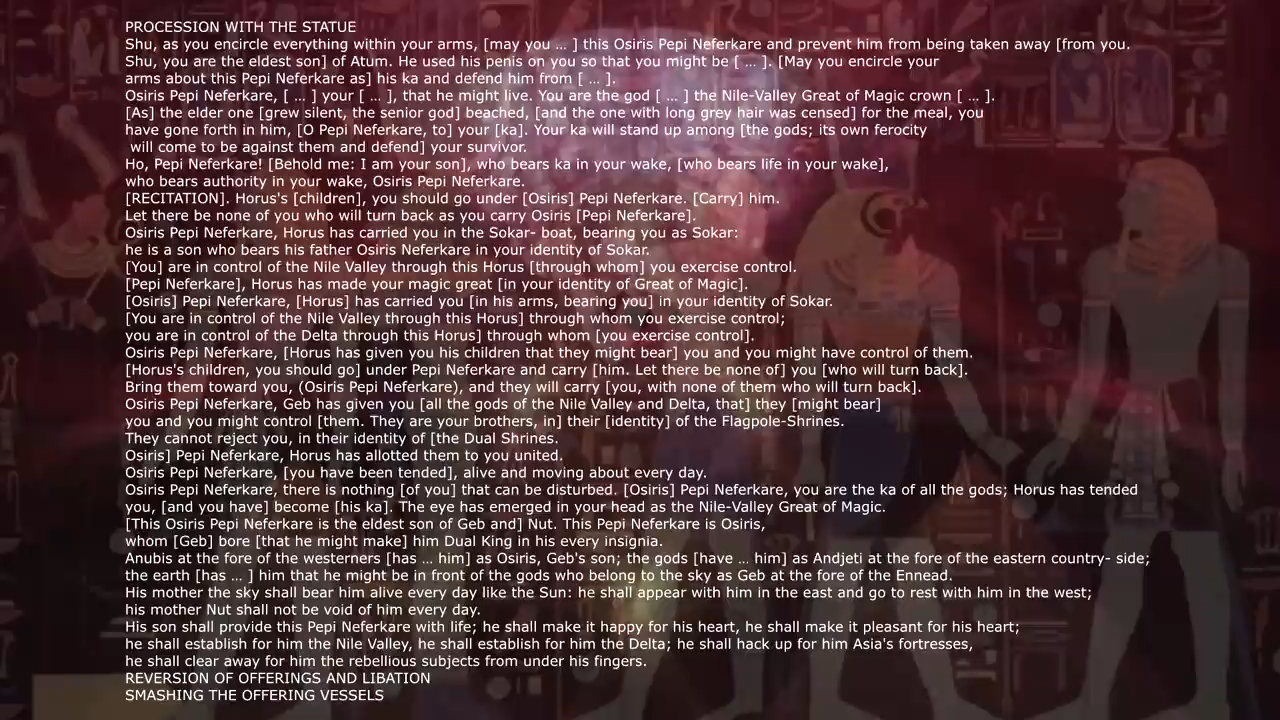 PROCESSION WITH THE STATUE
Shu, as you encircle everything within your arms, [may you ... ] this Osiris Pepi Neferkare and prevent him from being taken away [from you.
Shu, you are the eldest son] of Atum. He used his penis on you so that you might be [ ... ]. [May you encircle your
arms about this Pepi Neferkare as] his ka and defend him from [ ... ].
Osiris Pepi Neferkare, [ ... ] your [ ... ], that he might live. You are the god [ ... ] the Nile-Valley Great of Magic crown [ ... ].
[As] the elder one [grew silent, the senior god] beached, [and the one with long grey hair was censed] for the meal, you
have gone forth in him, [O Pepi Neferkare, to] your [ka]. Your ka will stand up among [the gods; its own ferocity
will come to be against them and defend] your survivor.
Ho, Pepi Neferkare! [Behold me: I am your son], who bears ka in your wake, [who bears life in your wake],
who bears authority in your wake, Osiris Pepi Neferkare.
[RECITATION]. Horus's [children], you should go under [Osiris] Pepi Neferkare. [Carry] him.
Let there be none of you who will turn back as you carry Osiris [Pepi Neferkare].
Osiris Pepi Neferkare, Horus has carried you in the Sokar- boat, bearing you as Sokar:
he is a son who bears his father Osiris Neferkare in your identity of Sokar.
[You] are in control of the Nile Valley through this Horus [through whom] you exercise control.
[Pepi Neferkare], Horus has made your magic great [in your identity of Great of Magic].
[Osiris] Pepi Neferkare, [Horus] has carried you [in his arms, bearing you] in your identity of Sokar.
[You are in control of the Nile Valley through this Horus] through whom you exercise control;
you are in control of the Delta through this Horus] through whom [you exercise control].
Osiris Pepi Neferkare, [Horus has given you his children that they might bear] you and you might have control of them.
[Horus's children, you should go] under Pepi Neferkare and carry [him. Let there be none of] you [who will turn back].
Bring them toward you, (Osiris Pepi Neferkare), and they will carry [you, with none of them who will turn back].
Osiris Pepi Neferkare, Geb has given you [all the gods of the Nile Valley and Delta, that] they [might bear]
you and you might control [them. They are your brothers, in] their [identity] of the Flagpole-Shrines.
They cannot reject you, in their identity of [the Dual Shrines.
Osiris] Pepi Neferkare, Horus has allotted them to you united.
Osiris Pepi Neferkare, [you have been tended], alive and moving about every day.
Osiris Pepi Neferkare, there is nothing [of you] that can be disturbed. [Osiris] Pepi Neferkare, you are the ka of all the gods; Horus has tended
you, [and you have] become [his ka]. The eye has emerged in your head as the Nile-Valley Great of Magic.
[This Osiris Pepi Neferkare is the eldest son of Geb and] Nut. This Pepi Neferkare is Osiris,
whom [Geb] bore [that he might make] him Dual King in his every insignia.
Anubis at the fore of the westerners [has ... him] as Osiris, Geb's son; the gods [have ... him] as Andjeti at the fore of the eastern country- side;
the earth [has ... ] him that he might be in front of the gods who belong to the sky as Geb at the fore of the Ennead.
His mother the sky shall bear him alive every day like the Sun: he shall appear with him in the east and go to rest with him in the west;
his mother Nut shall not be void of him every day.
His son shall provide this Pepi Neferkare with life; he shall make it happy for his heart, he shall make it pleasant for his heart;
he shall establish for him the Nile Valley, he shall establish for him the Delta; he shall hack up for him Asia's fortresses,
he shall clear away for him the rebellious subjects from under his fingers.
REVERSION OF OFFERINGS AND LIBATION
SMASHING THE OFFERING VESSELS